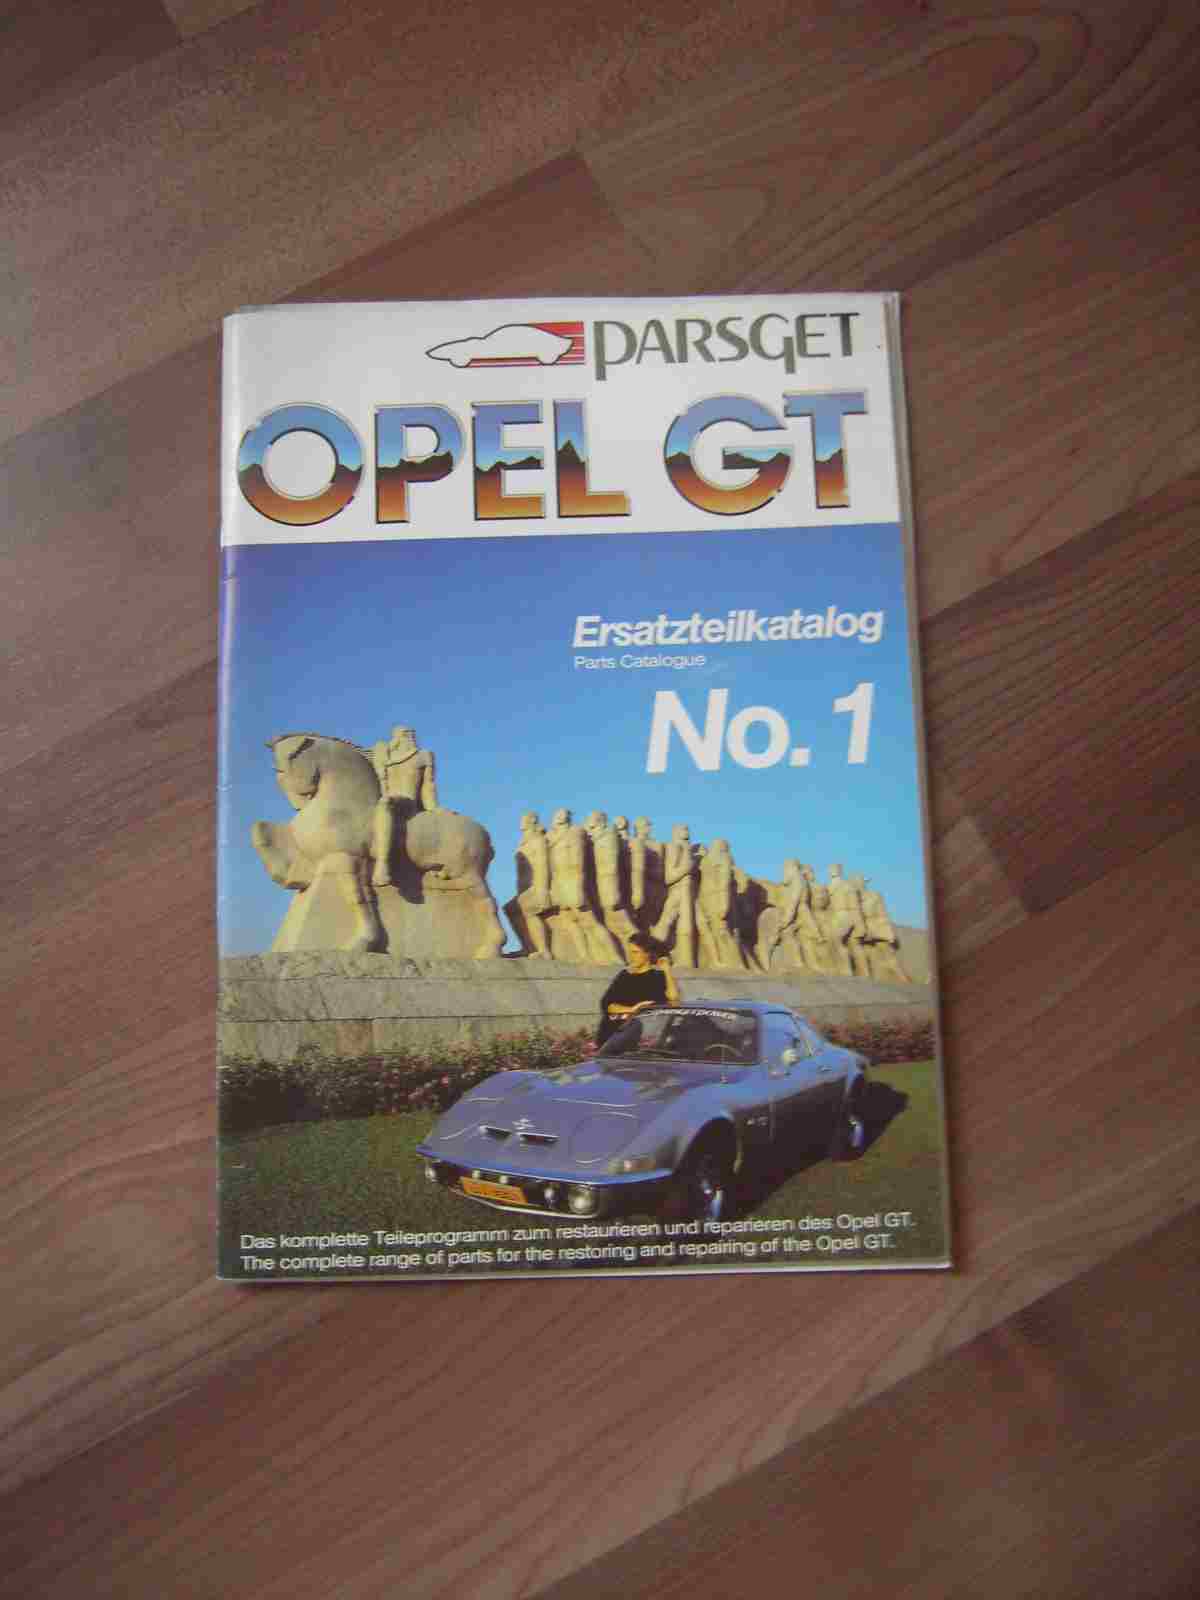 PARSGET
OPEL GT
Ersatzteilkatalog
Parts Catalogue
No. 1
Das komplette Teileprogramm zum restaurieren und reparieren des Opel GT.
The complete range of parts for the restoring and repairing of the Opel GT.